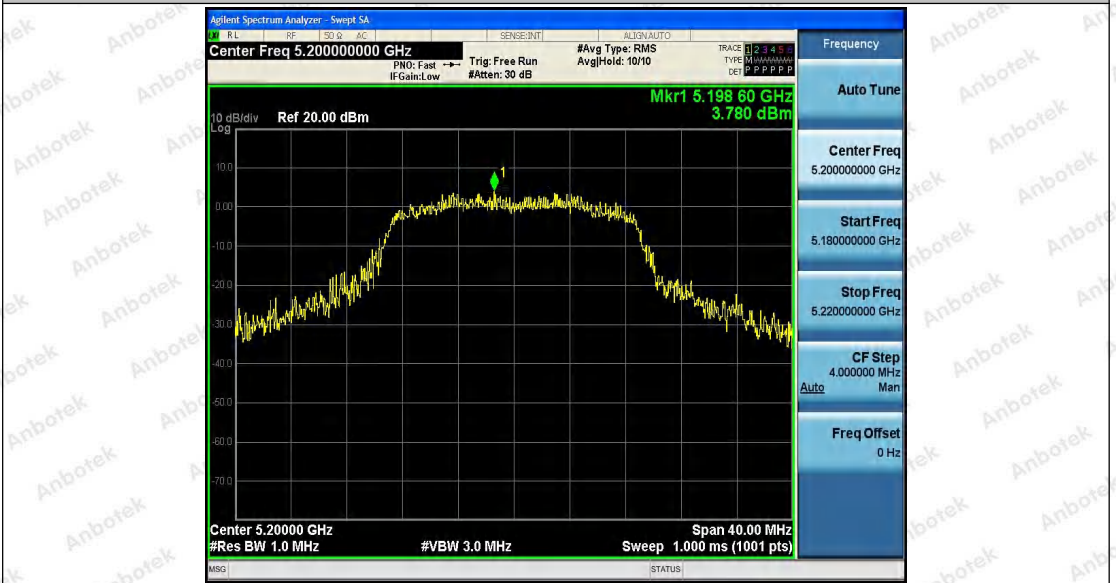 Agilent Spectrum Analyzer - Swept SA
RL RF 50 Ω AC SENSE:INT ALIGNAUTO
Center Freq 5.200000000 GHz
PNO: Fast
IFGain:Low
Trig: Free Run
#Atten: 30 dB
#Avg Type: RMS
Avg|Hold: 10/10
TRACE 1 2 3 4 5 6
TYPE M
DET P P P P P P
Mkr1 5.198 60 GHz
3.780 dBm
10 dB/div Ref 20.00 dBm
Log
1
10.0
0.00
-10.0
-20.0
-30.0
-40.0
-50.0
-60.0
-70.0
Center 5.20000 GHz
Span 40.00 MHz
#Res BW 1.0 MHz
#VBW 3.0 MHz
Sweep 1.000 ms (1001 pts)
MSG
STATUS
Frequency
Auto Tune
Center Freq
5.200000000 GHz
Start Freq
5.180000000 GHz
Stop Freq
5.220000000 GHz
CF Step
4.000000 MHz
Auto Man
Freq Offset
0 Hz
Anbotek